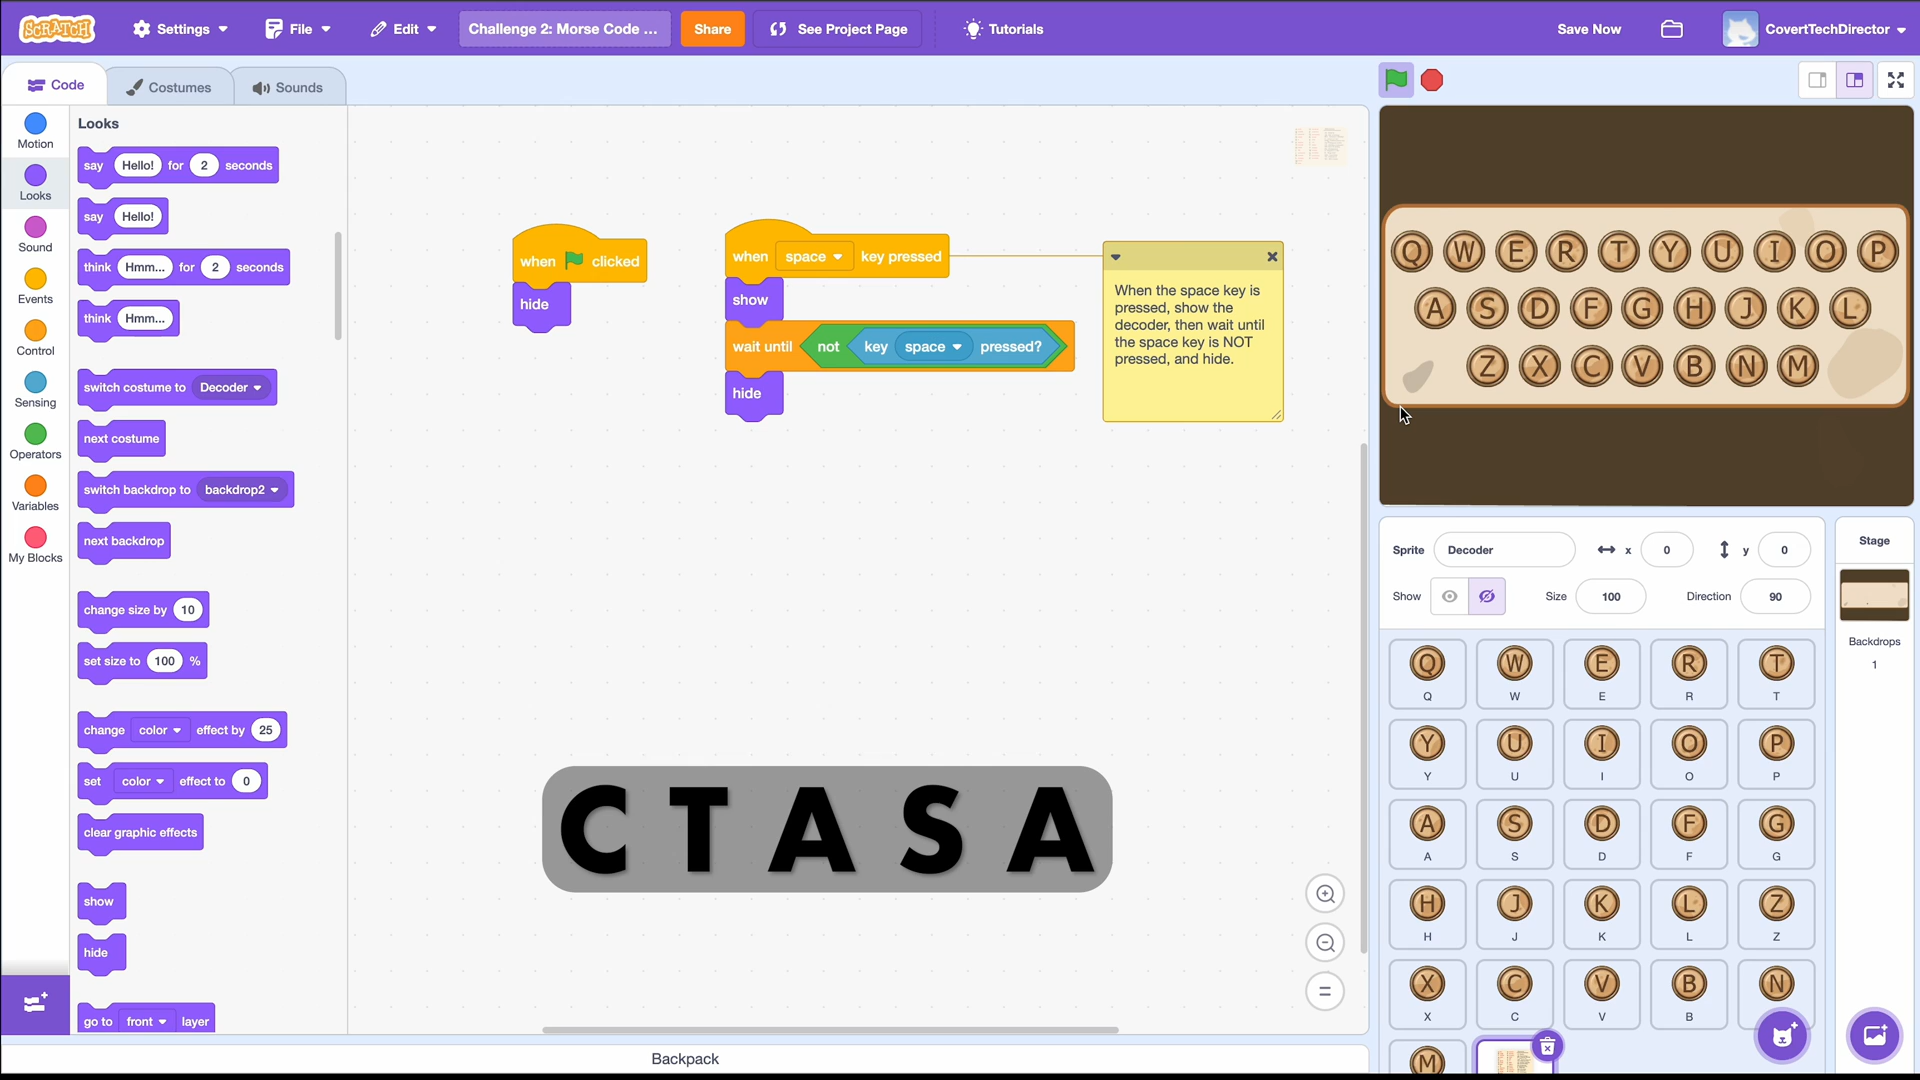 SCRATCH Settings File Edit Challenge 2: Morse Code ... Share See Project Page Tutorials Save Now CovertTechDirector
Code Costumes Sounds
Motion
Looks
Sound
Events
Control
Sensing
Operators
Variables
My Blocks
Looks
say Hello! for 2 seconds
say Hello!
think Hmm... for 2 seconds
think Hmm...
switch costume to Decoder
next costume
switch backdrop to backdrop2
next backdrop
change size by 10
set size to 100 %
change color effect by 25
set color effect to 0
clear graphic effects
show
hide
go to front layer
when clicked
hide
when space key pressed
show
wait until not key space pressed?
hide
When the space key is
pressed, show the
decoder, then wait until
the space key is NOT
pressed, and hide.
C T A S A
Backpack
Q W E R T Y U I O P
A S D F G H J K L
Z X C V B N M
Sprite Decoder x 0 y 0
Show Size 100 Direction 90
Q W E R T
Q W E R T
Y U I O P
Y U I O P
A S D F G
A S D F G
H J K L Z
H J K L Z
X C V B N
X C V B
M
Stage
Backdrops
1